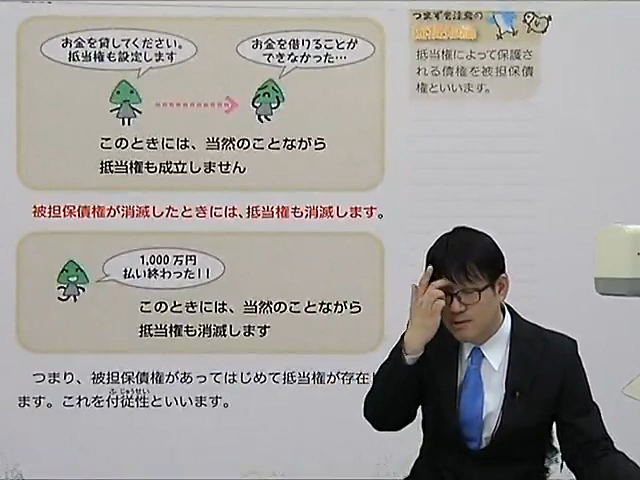 お金を貸してください。
抵当権も設定します
お金を借りることが
できなかった…
このときには、当然のことながら
抵当権も成立しません
被担保債権が消滅したときには、抵当権も消滅します。
1,000万円
払い終わった!!
このときには、当然のことながら
抵当権も消滅します
つまり、被担保債権があってはじめて抵当権が存在
ふじゅうせい
ます。これを付従性といいます。
抵当権によって保護さ
れる債権を被担保債
権といいます。